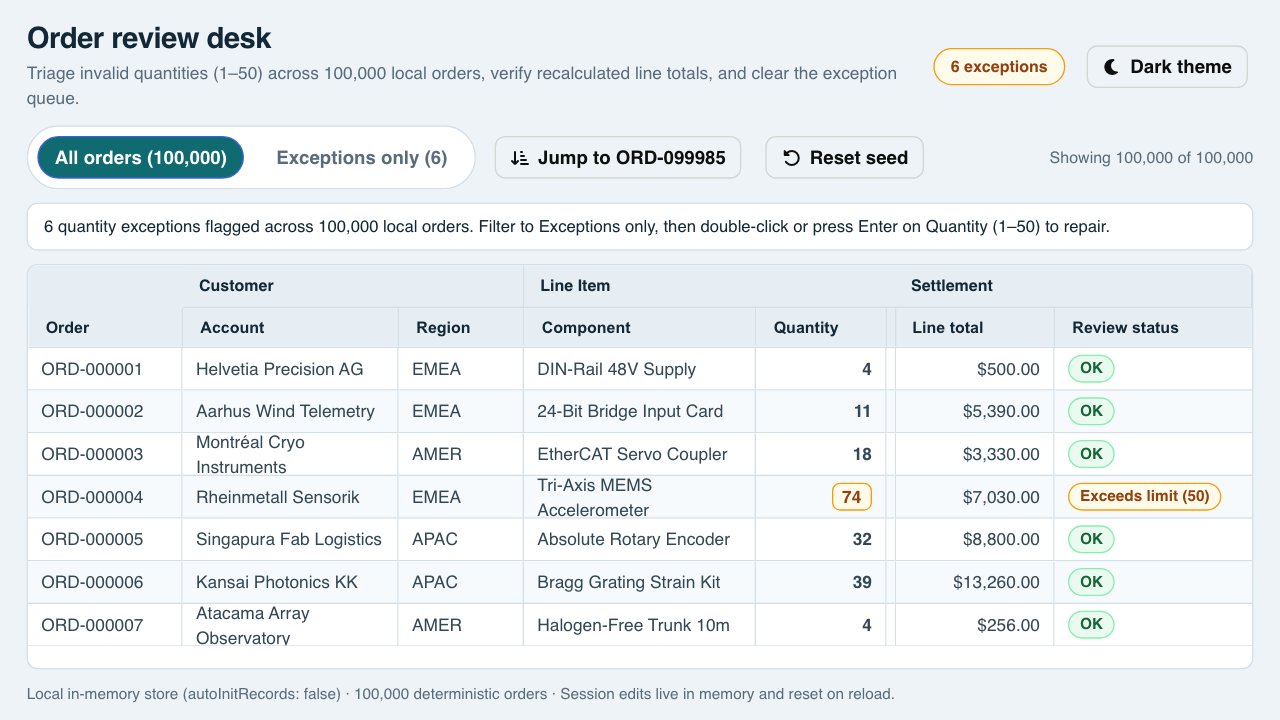 Order review desk
Triage invalid quantities (1–50) across 100,000 local orders, verify recalculated line totals, and clear the exception
queue.
6 exceptions
Dark theme
All orders (100,000)
Exceptions only (6)
Jump to ORD-099985
Reset seed
Showing 100,000 of 100,000
6 quantity exceptions flagged across 100,000 local orders. Filter to Exceptions only, then double-click or press Enter on Quantity (1–50) to repair.
Customer Line Item Settlement
Order Account Region Component Quantity Line total Review status
ORD-000001 Helvetia Precision AG EMEA DIN-Rail 48V Supply 4 $500.00 OK
ORD-000002 Aarhus Wind Telemetry EMEA 24-Bit Bridge Input Card 11 $5,390.00 OK
ORD-000003 Montréal Cryo Instruments AMER EtherCAT Servo Coupler 18 $3,330.00 OK
ORD-000004 Rheinmetall Sensorik EMEA Tri-Axis MEMS Accelerometer 74 $7,030.00 Exceeds limit (50)
ORD-000005 Singapura Fab Logistics APAC Absolute Rotary Encoder 32 $8,800.00 OK
ORD-000006 Kansai Photonics KK APAC Bragg Grating Strain Kit 39 $13,260.00 OK
ORD-000007 Atacama Array Observatory AMER Halogen-Free Trunk 10m 4 $256.00 OK
Local in-memory store (autoInitRecords: false) · 100,000 deterministic orders · Session edits live in memory and reset on reload.